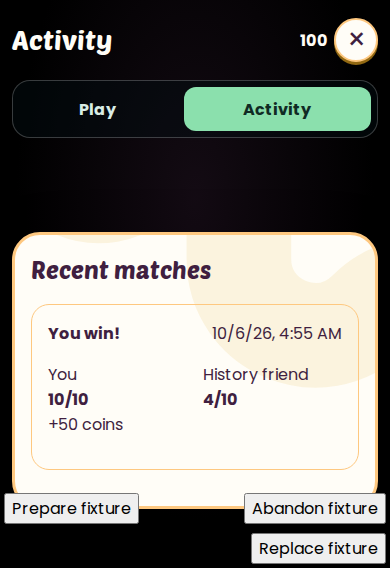 Activity
100
×
Play
Activity
Recent matches
You win!
10/6/26, 4:55 AM
You
History friend
10/10
4/10
+50 coins
Prepare fixture
Abandon fixture
Replace fixture